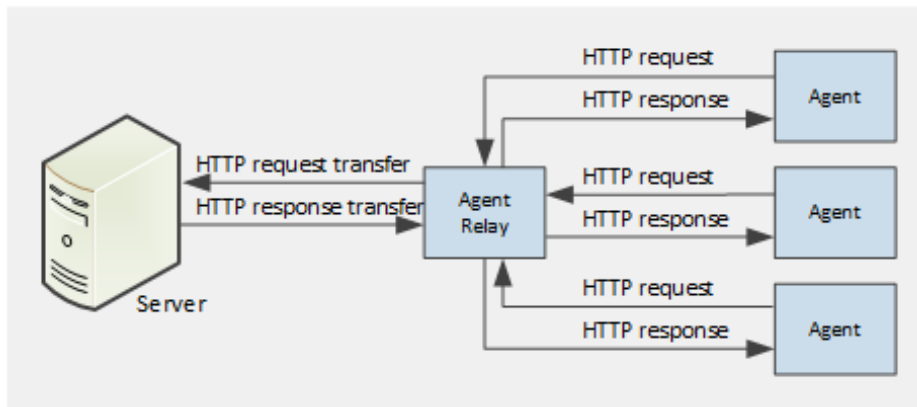 HTTP request
HTTP response
Agent
HTTP request transfer
HTTP response transfer
Agent
Relay
HTTP request
HTTP response
Agent
Server
HTTP request
HTTP response
Agent